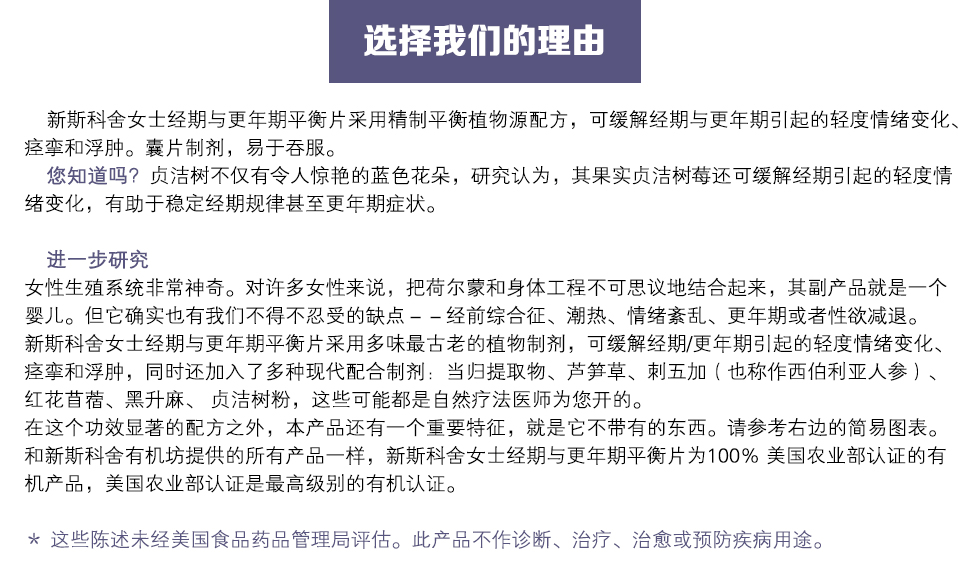 选择我们的理由
新斯科舍女士经期与更年期平衡片采用精制平衡植物源配方，可缓解经期与更年期引起的轻度情绪变化、
痉挛和浮肿。囊片制剂，易于吞服。
您知道吗？贞洁树不仅有令人惊艳的蓝色花朵，研究认为，其果实贞洁树莓还可缓解经期引起的轻度情
绪变化，有助于稳定经期规律甚至更年期症状。
进一步研究
女性生殖系统非常神奇。对许多女性来说，把荷尔蒙和身体工程不可思议地结合起来，其副产品就是一个
婴儿。但它确实也有我们不得不忍受的缺点－－经前综合征、潮热、情绪紊乱、更年期或者性欲减退。
新斯科舍女士经期与更年期平衡片采用多味最古老的植物制剂，可缓解经期/更年期引起的轻度情绪变化、
痉挛和浮肿，同时还加入了多种现代配合制剂：当归提取物、芦笋草、刺五加（也称作西伯利亚人参）、
红花苜蓿、黑升麻、 贞洁树粉，这些可能都是自然疗法医师为您开的。
在这个功效显著的配方之外，本产品还有一个重要特征，就是它不带有的东西。请参考右边的简易图表。
和新斯科舍有机坊提供的所有产品一样，新斯科舍女士经期与更年期平衡片为100% 美国农业部认证的有
机产品，美国农业部认证是最高级别的有机认证。
＊ 这些陈述未经美国食品药品管理局评估。此产品不作诊断、治疗、治愈或预防疾病用途。